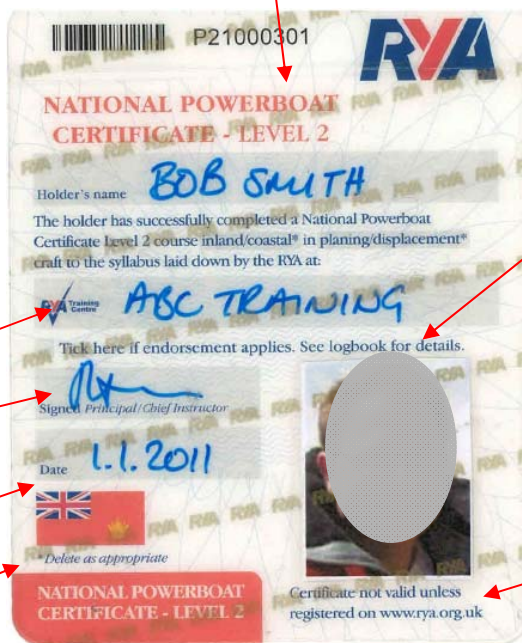 P21000301
RYA
NATIONAL POWERBOAT
CERTIFICATE - LEVEL 2
Holder's name BOB SMITH
The holder has successfully completed a National Powerboat
Certificate Level 2 course inland/coastal* in planing/displacement*
craft to the syllabus laid down by the RYA at:
RYA Training Centre ABC TRAINING
Tick here if endorsement applies. See logbook for details.
Signed Principal/Chief Instructor
Date 1.1.2011
*Delete as appropriate
NATIONAL POWERBOAT
CERTIFICATE - LEVEL 2
Certificate not valid unless
registered on www.rya.org.uk